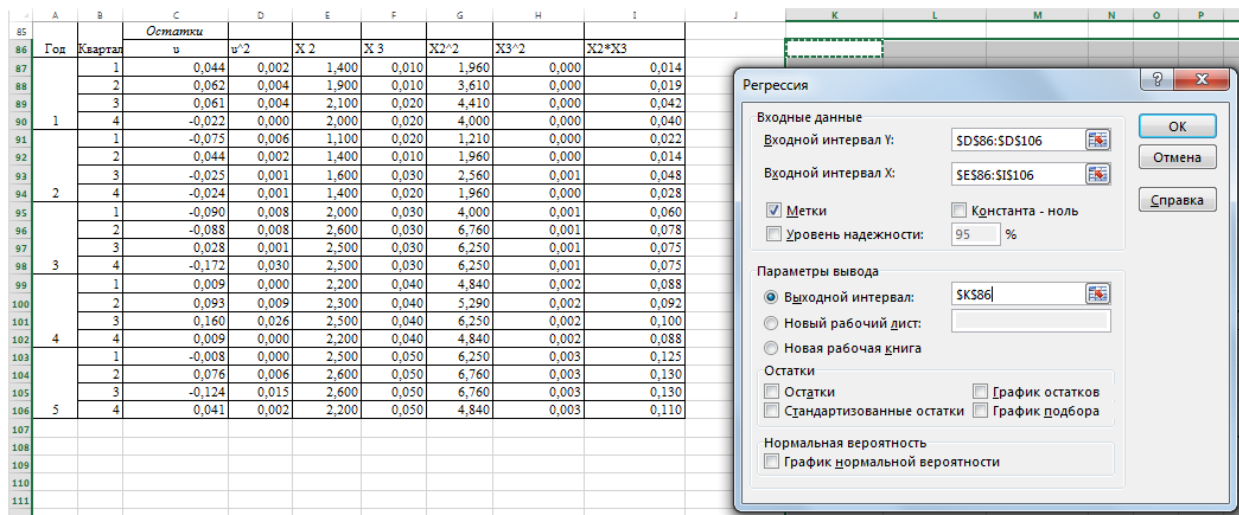 A B C D E F G H I J K L M N O P
85 Остатки
86 Год Квартал u u^2 X 2 X 3 X2^2 X3^2 X2*X3
87 1 0,044 0,002 1,400 0,010 1,960 0,000 0,014
88 2 0,062 0,004 1,900 0,010 3,610 0,000 0,019
89 3 0,061 0,004 2,100 0,020 4,410 0,000 0,042
90 1 4 -0,022 0,000 2,000 0,020 4,000 0,000 0,040
91 1 -0,075 0,006 1,100 0,020 1,210 0,000 0,022
92 2 0,044 0,002 1,400 0,010 1,960 0,000 0,014
93 3 -0,025 0,001 1,600 0,030 2,560 0,001 0,048
94 2 4 -0,024 0,001 1,400 0,020 1,960 0,000 0,028
95 1 -0,090 0,008 2,000 0,030 4,000 0,001 0,060
96 2 -0,088 0,008 2,600 0,030 6,760 0,001 0,078
97 3 0,028 0,001 2,500 0,030 6,250 0,001 0,075
98 3 4 -0,172 0,030 2,500 0,030 6,250 0,001 0,075
99 1 0,009 0,000 2,200 0,040 4,840 0,002 0,088
100 2 0,093 0,009 2,300 0,040 5,290 0,002 0,092
101 3 0,160 0,026 2,500 0,040 6,250 0,002 0,100
102 4 4 0,009 0,000 2,200 0,040 4,840 0,002 0,088
103 1 -0,008 0,000 2,500 0,050 6,250 0,003 0,125
104 2 0,076 0,006 2,600 0,050 6,760 0,003 0,130
105 3 -0,124 0,015 2,600 0,050 6,760 0,003 0,130
106 5 4 0,041 0,002 2,200 0,050 4,840 0,003 0,110
107
108
109
110
111
Регрессия ? X
Входные данные
Входной интервал Y: $D$86:$D$106
Входной интервал X: $E$86:$I$106
Метки Константа - ноль
Уровень надежности: 95 %
Параметры вывода
Выходной интервал: $K$86
Новый рабочий лист:
Новая рабочая книга
Остатки
Остатки График остатков
Стандартизованные остатки График подбора
Нормальная вероятность
График нормальной вероятности
ОК
Отмена
Справка